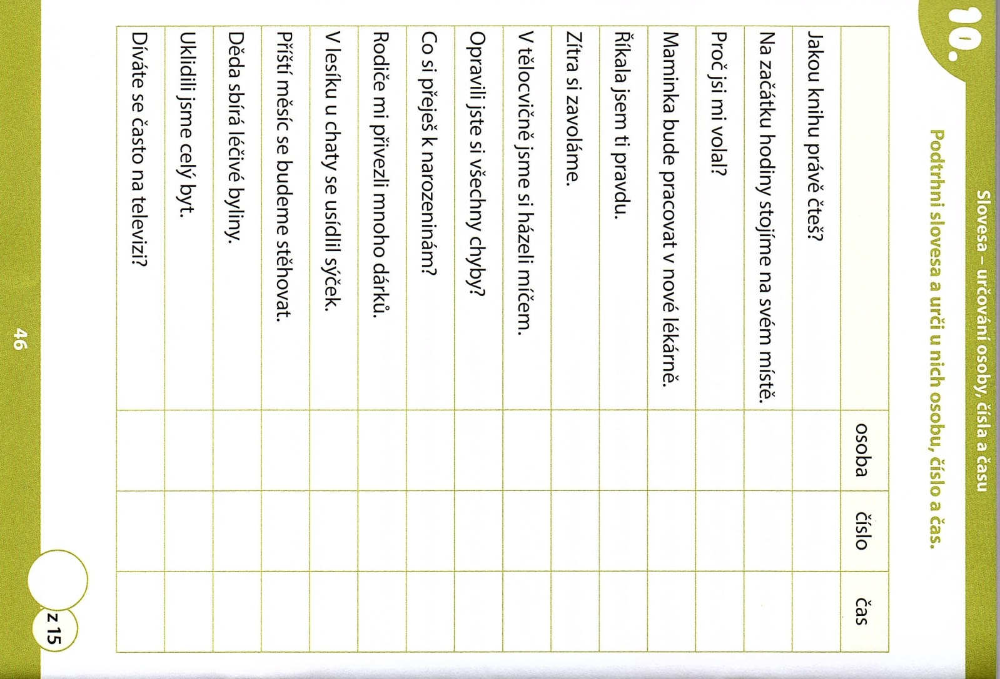 10.
Slovesa – určování osoby, čísla a času
Podtrhni slovesa a urči u nich osobu, číslo a čas.
osoba číslo čas
Jakou knihu právě čteš?
Na začátku hodiny stojíme na svém místě.
Proč jsi mi volal?
Maminka bude pracovat v nové lékárně.
Říkala jsem ti pravdu.
Zítra si zavoláme.
V tělocvičně jsme si házeli míčem.
Opravili jste si všechny chyby?
Co si přeješ k narozeninám?
Rodiče mi přivezli mnoho dárků.
V lesíku u chaty se usídlil sýček.
Příští měsíc se budeme stěhovat.
Děda sbírá léčivé byliny.
Uklidili jsme celý byt.
Díváte se často na televizi?
z 15
46